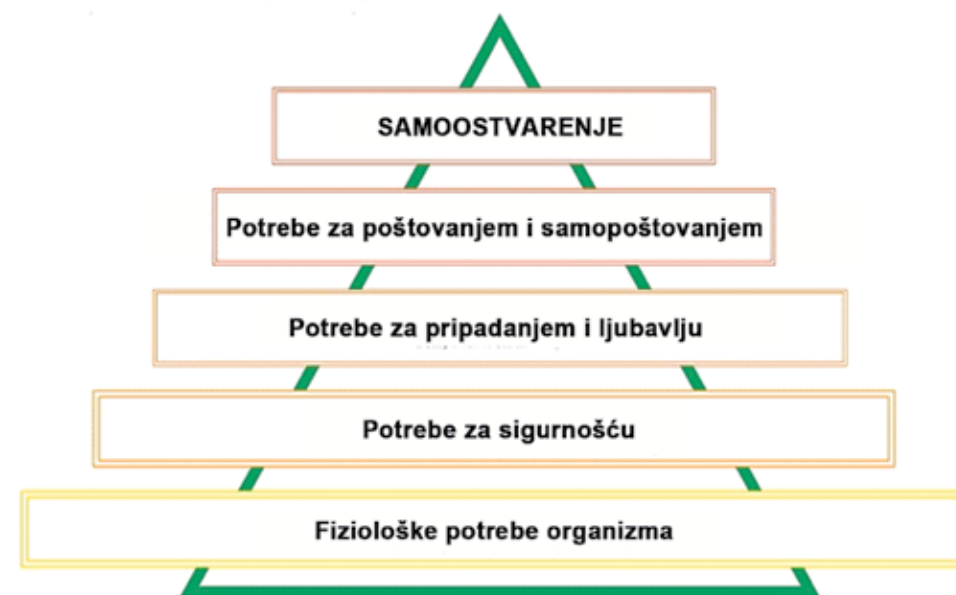 SAMOOSTVARENJE
Potrebe za poštovanjem i samopoštovanjem
Potrebe za pripadanjem i ljubavlju
Potrebe za sigurnošću
Fiziološke potrebe organizma